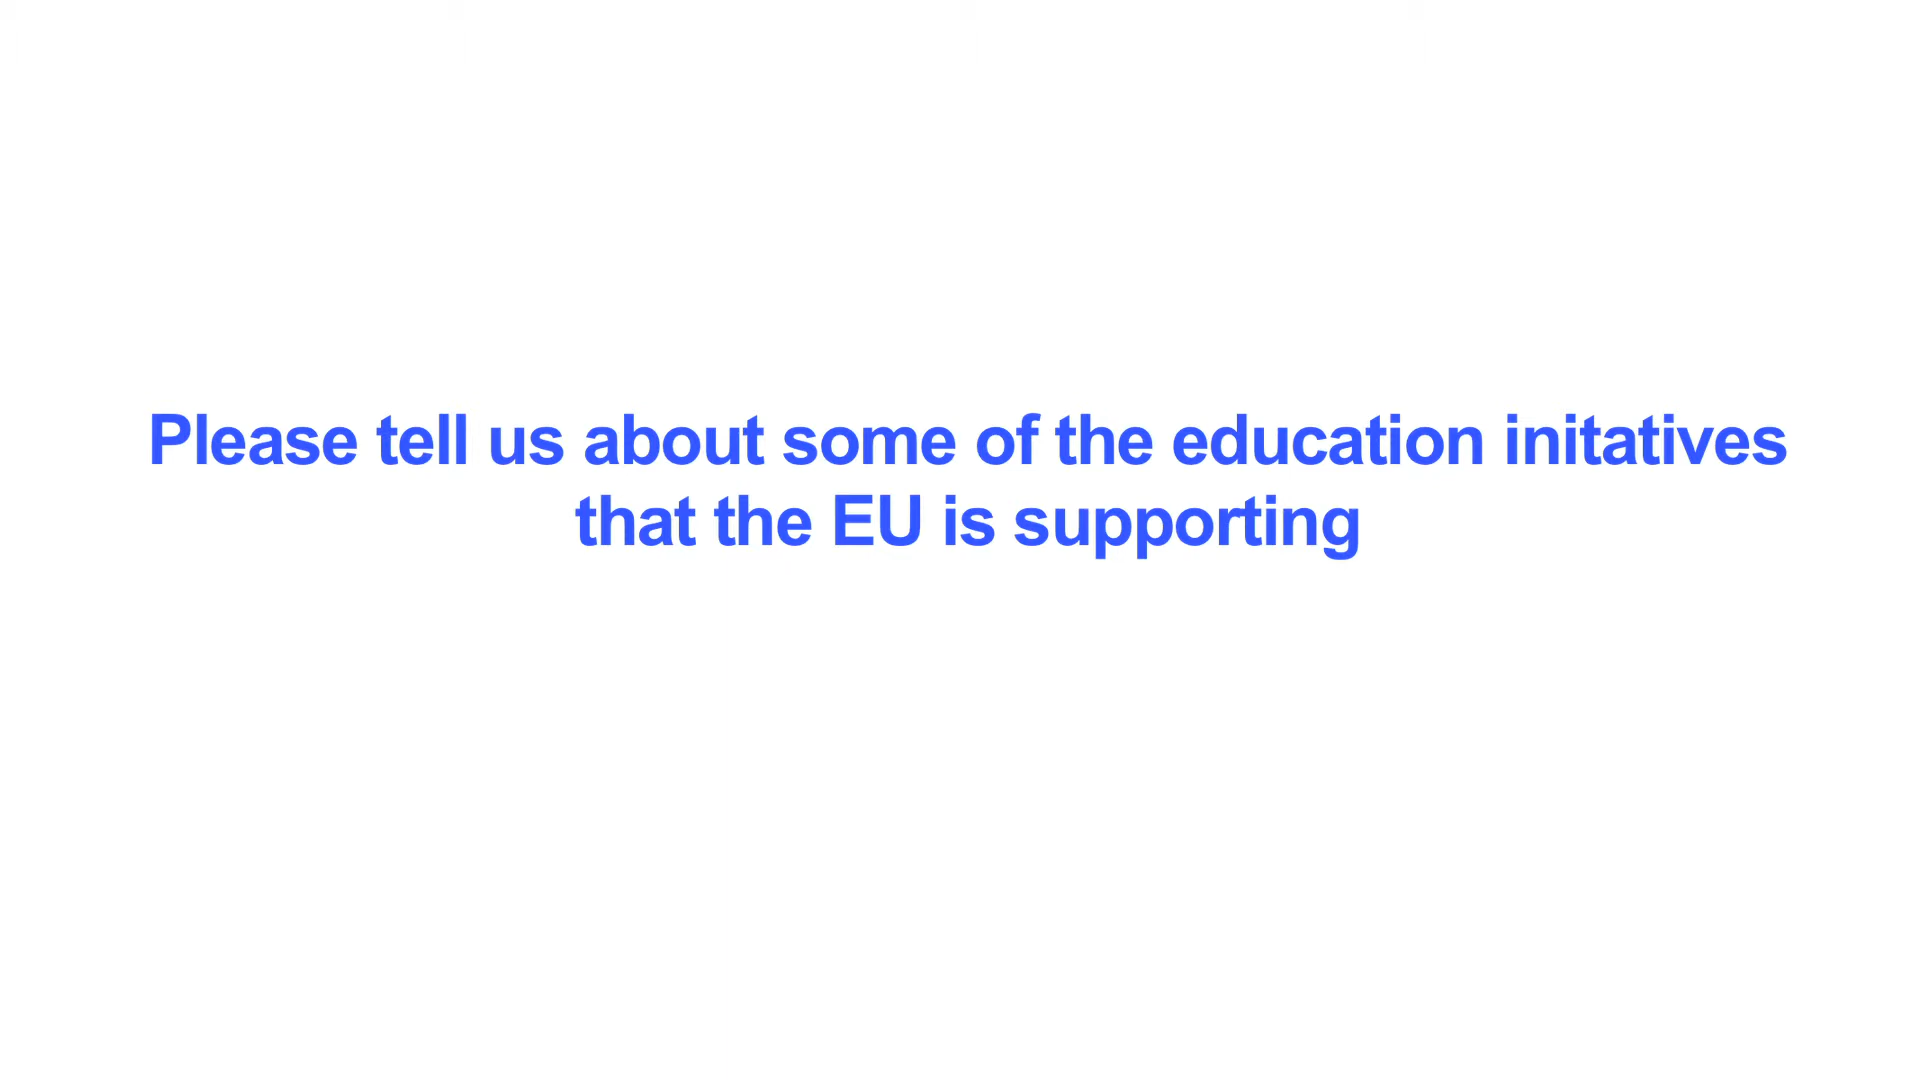 Please tell us about some of the education initatives
that the EU is supporting